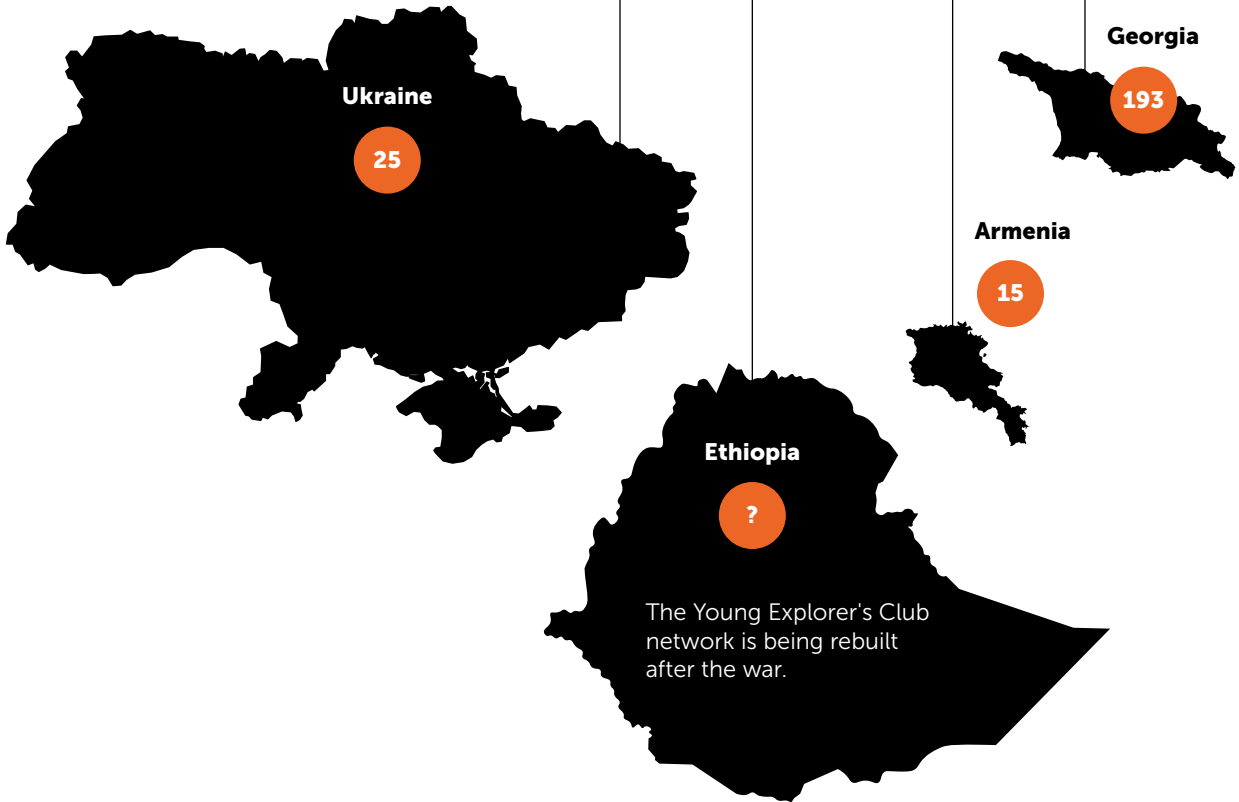 Georgia
193
Ukraine
25
Armenia
15
Ethiopia
?
The Young Explorer's Club
network is being rebuilt
after the war.